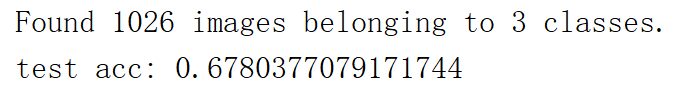 Found 1026 images belonging to 3 classes.
test acc: 0.6780377079171744